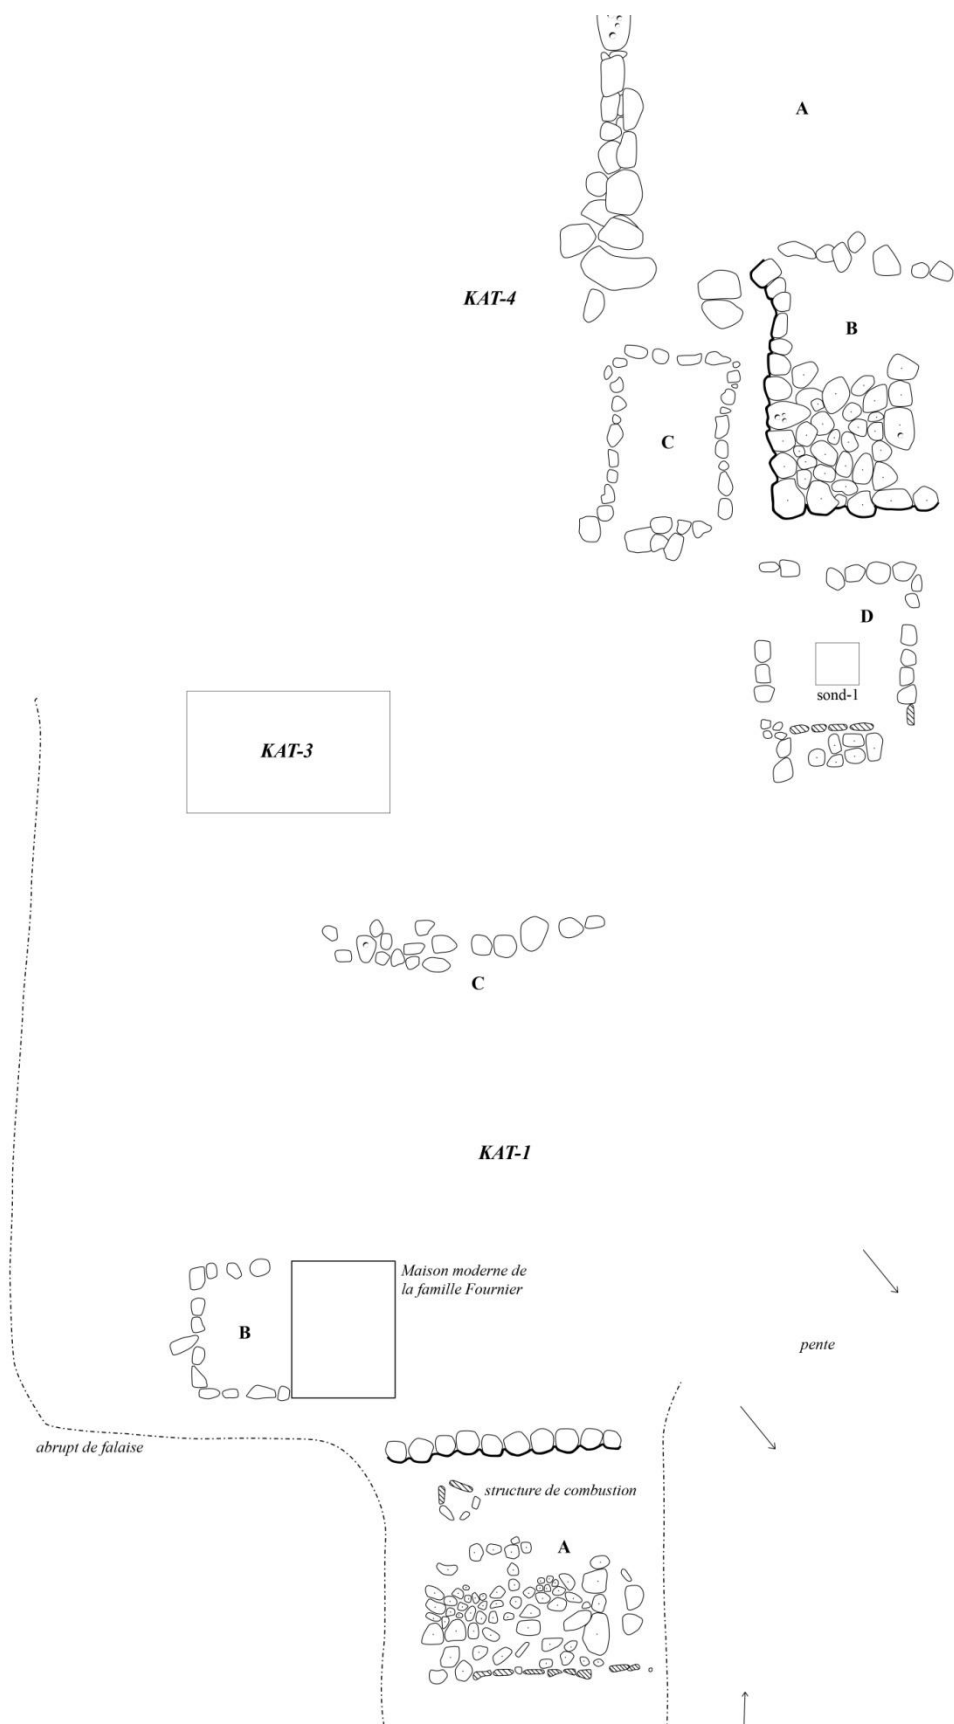 A
KAT-4
B
C
D
sond-1
KAT-3
C
KAT-1
Maison moderne de
la famille Fournier
B
pente
abrupt de falaise
structure de combustion
A